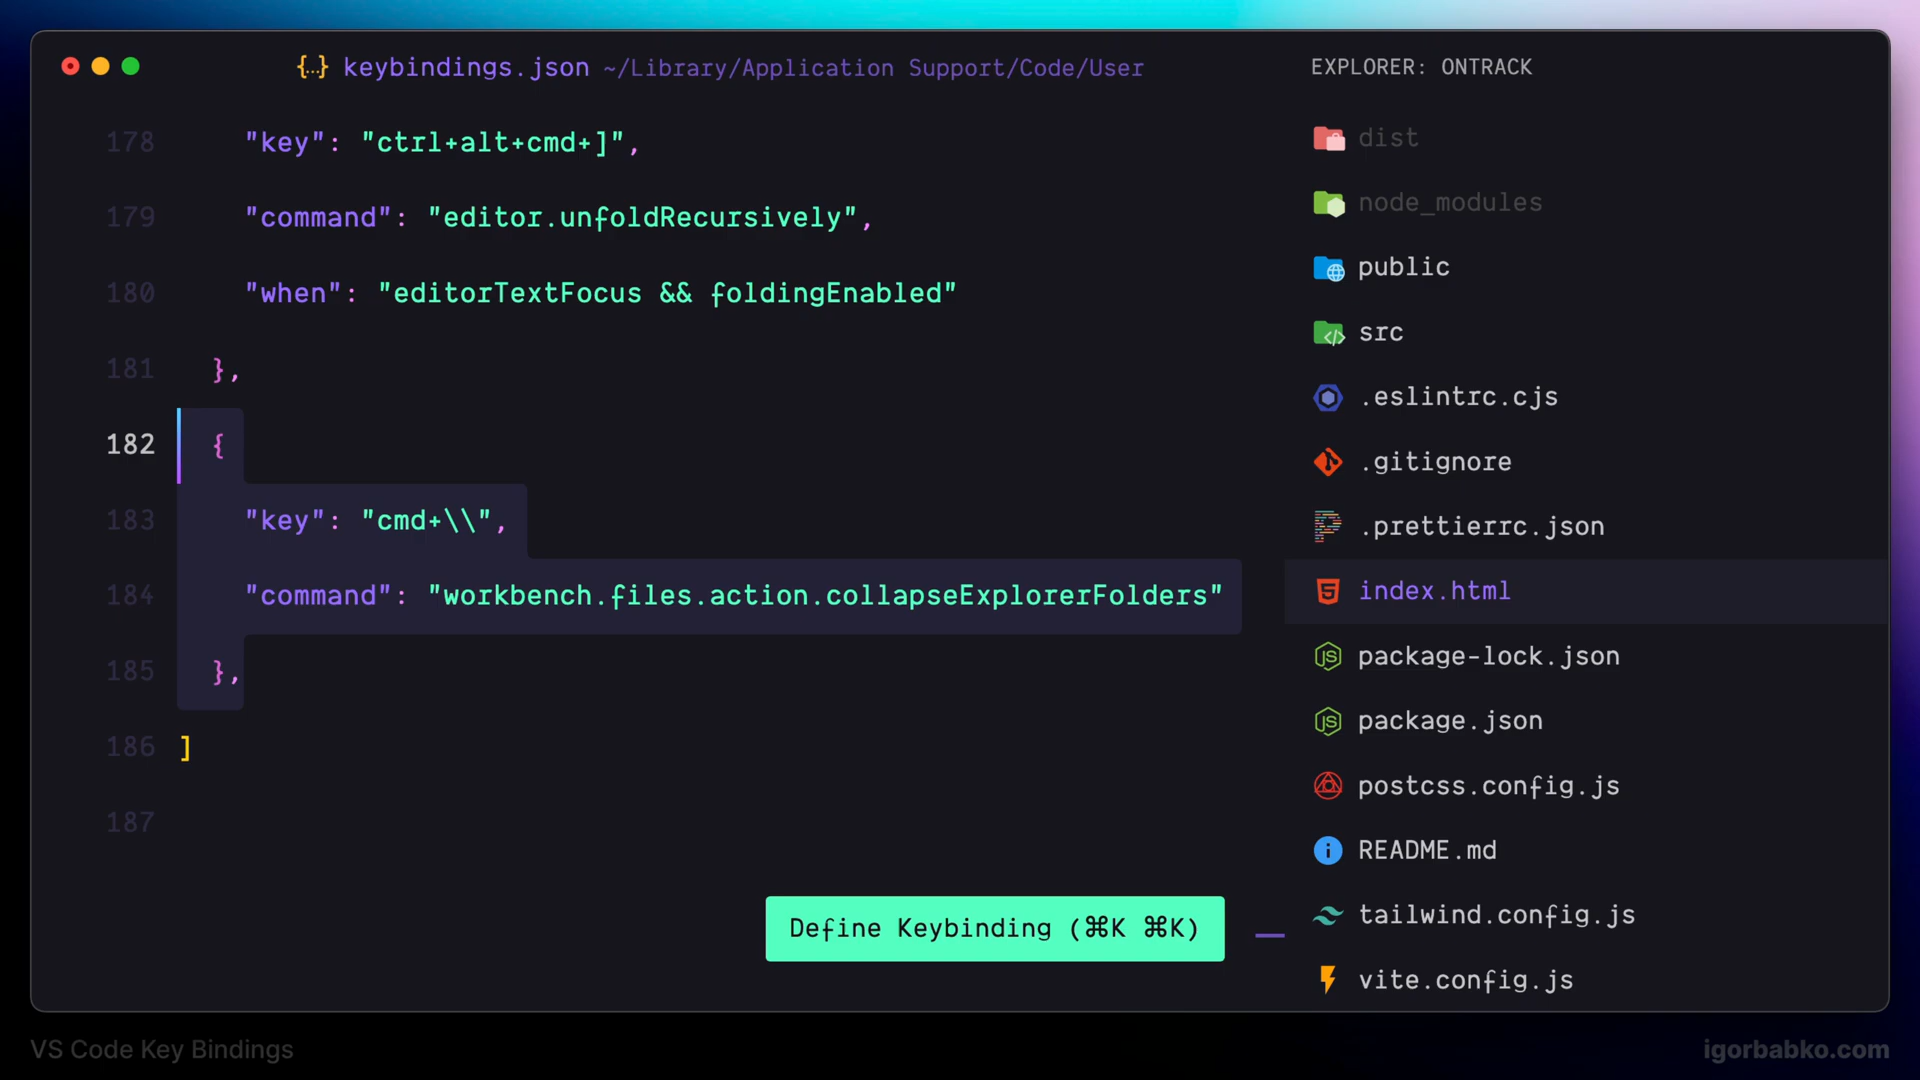 {..} keybindings.json ~/Library/Application Support/Code/User
178 "key": "ctrl+alt+cmd+]",
179 "command": "editor.unfoldRecursively",
180 "when": "editorTextFocus && foldingEnabled"
181 },
182 {
183 "key": "cmd+\\",
184 "command": "workbench.files.action.collapseExplorerFolders"
185 },
186 ]
187
Define Keybinding (⌘K ⌘K)
EXPLORER: ONTRACK
dist
node_modules
public
src
.eslintrc.cjs
.gitignore
.prettierrc.json
index.html
package-lock.json
package.json
postcss.config.js
README.md
tailwind.config.js
vite.config.js
VS Code Key Bindings
igorbabko.com